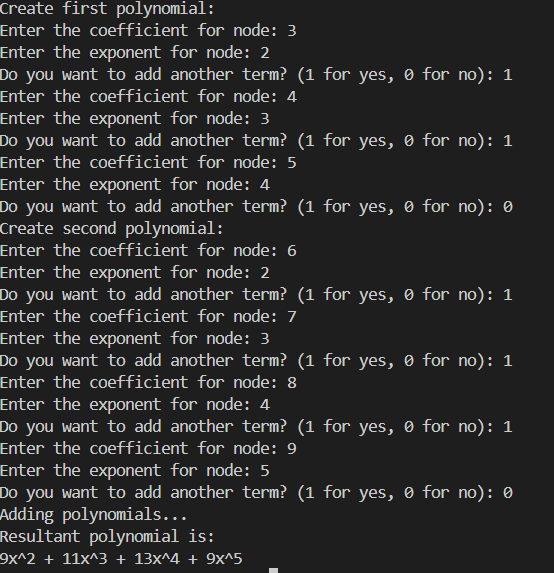 Create first polynomial:
Enter the coefficient for node: 3
Enter the exponent for node: 2
Do you want to add another term? (1 for yes, 0 for no): 1
Enter the coefficient for node: 4
Enter the exponent for node: 3
Do you want to add another term? (1 for yes, 0 for no): 1
Enter the coefficient for node: 5
Enter the exponent for node: 4
Do you want to add another term? (1 for yes, 0 for no): 0
Create second polynomial:
Enter the coefficient for node: 6
Enter the exponent for node: 2
Do you want to add another term? (1 for yes, 0 for no): 1
Enter the coefficient for node: 7
Enter the exponent for node: 3
Do you want to add another term? (1 for yes, 0 for no): 1
Enter the coefficient for node: 8
Enter the exponent for node: 4
Do you want to add another term? (1 for yes, 0 for no): 1
Enter the coefficient for node: 9
Enter the exponent for node: 5
Do you want to add another term? (1 for yes, 0 for no): 0
Adding polynomials...
Resultant polynomial is:
9x^2 + 11x^3 + 13x^4 + 9x^5